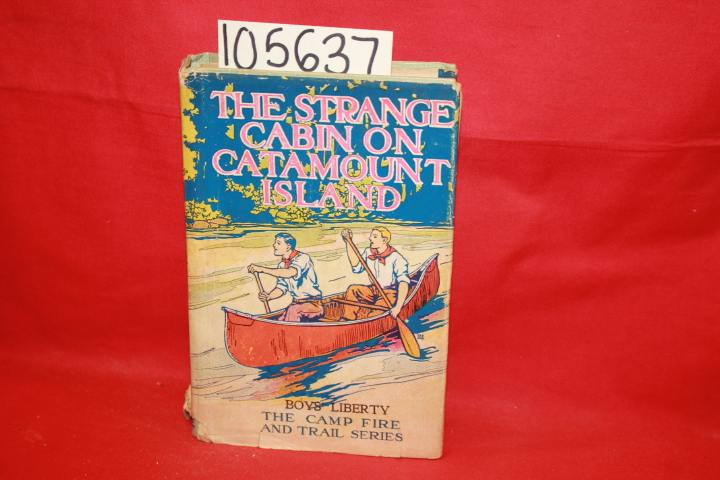 105637
THE STRANGE
CABIN ON
CATAMOUNT
ISLAND
BOYS LIBERTY
THE CAMP FIRE
AND TRAIL SERIES